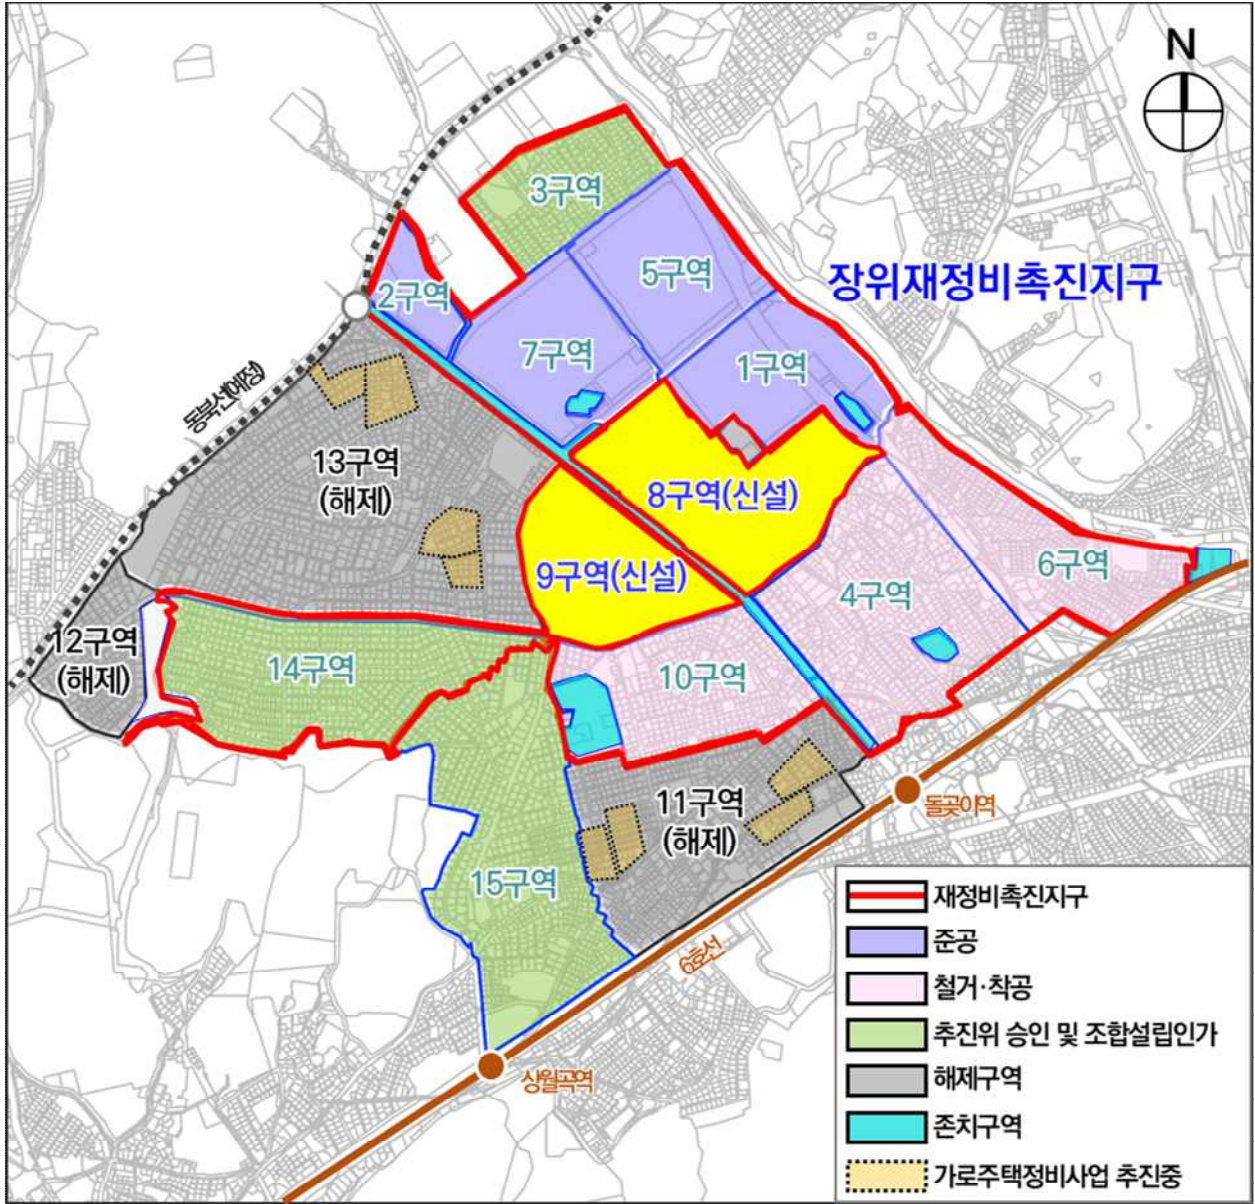 N
3구역
장위재정비촉진지구
5구역
2구역
7구역
1구역
동북선(예정)
13구역
(해제)
8구역(신설)
9구역(신설)
6구역
4구역
12구역
(해제)
14구역
10구역
11구역
(해제)
돌곶이역
15구역
6호선
상월곡역
재정비촉진지구
준공
철거·착공
추진위 승인 및 조합설립인가
해제구역
존치구역
가로주택정비사업 추진중